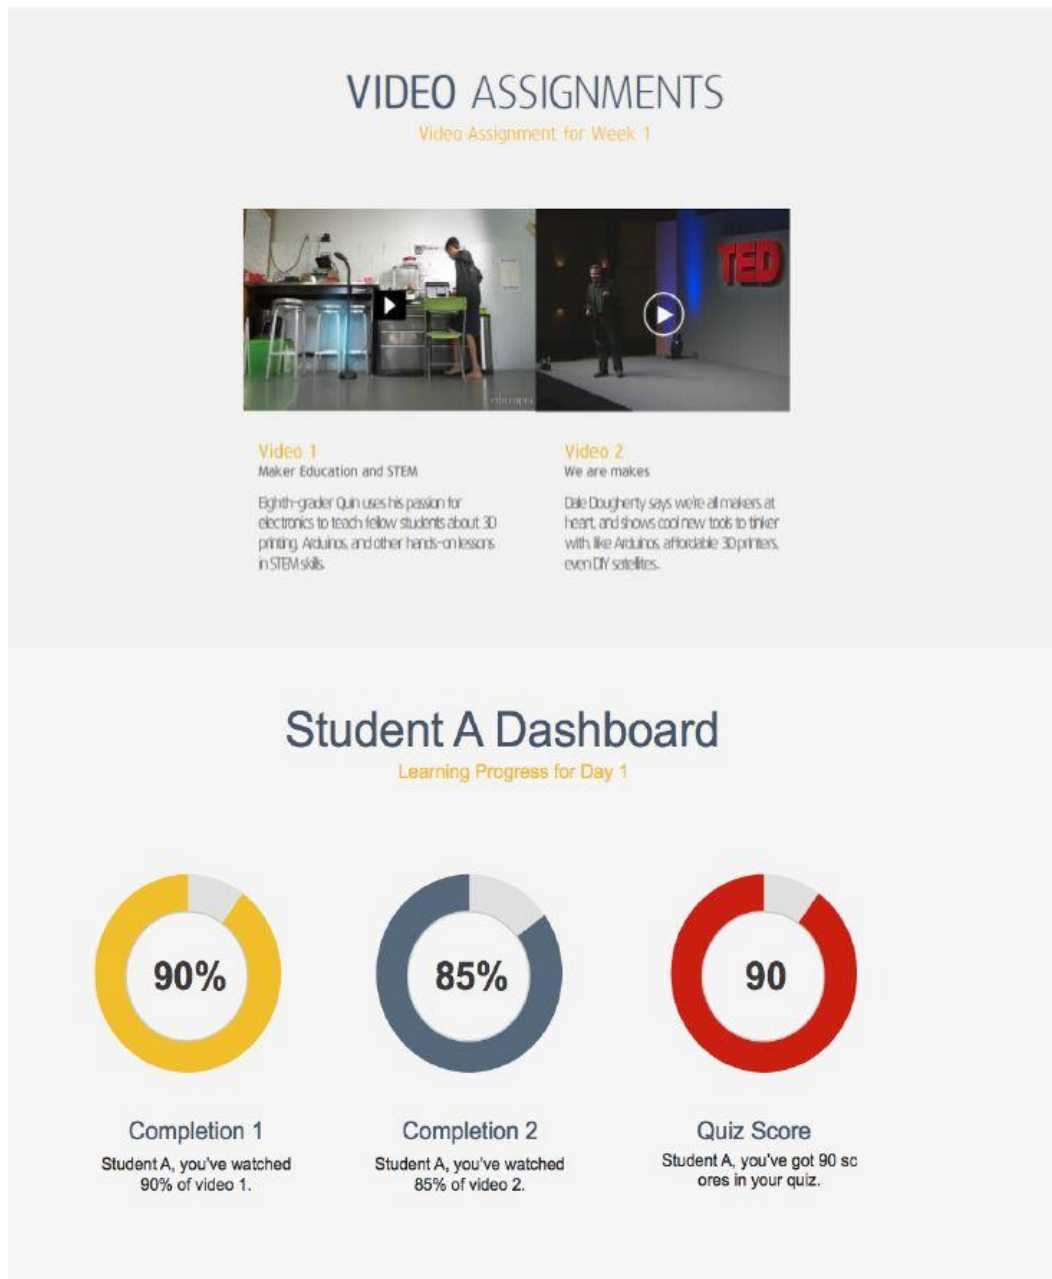 VIDEO ASSIGNMENTS
Video Assignment for Week 1
TED
edutopia
Video 1
Maker Education and STEM
Eighth-grader Quin uses his passion for
electronics to teach fellow students about 3D
printing, Arduinos, and other hands-on lessons
in STEM skills.
Video 2
We are makes
Dale Dougherty says we're all makers at
heart, and shows cool new tools to tinker
with, like Arduinos, affordable 3D printers,
even DIY satellites.
Student A Dashboard
Learning Progress for Day 1
90%
85%
90
Completion 1
Student A, you've watched
90% of video 1.
Completion 2
Student A, you've watched
85% of video 2.
Quiz Score
Student A, you've got 90 sc
ores in your quiz.